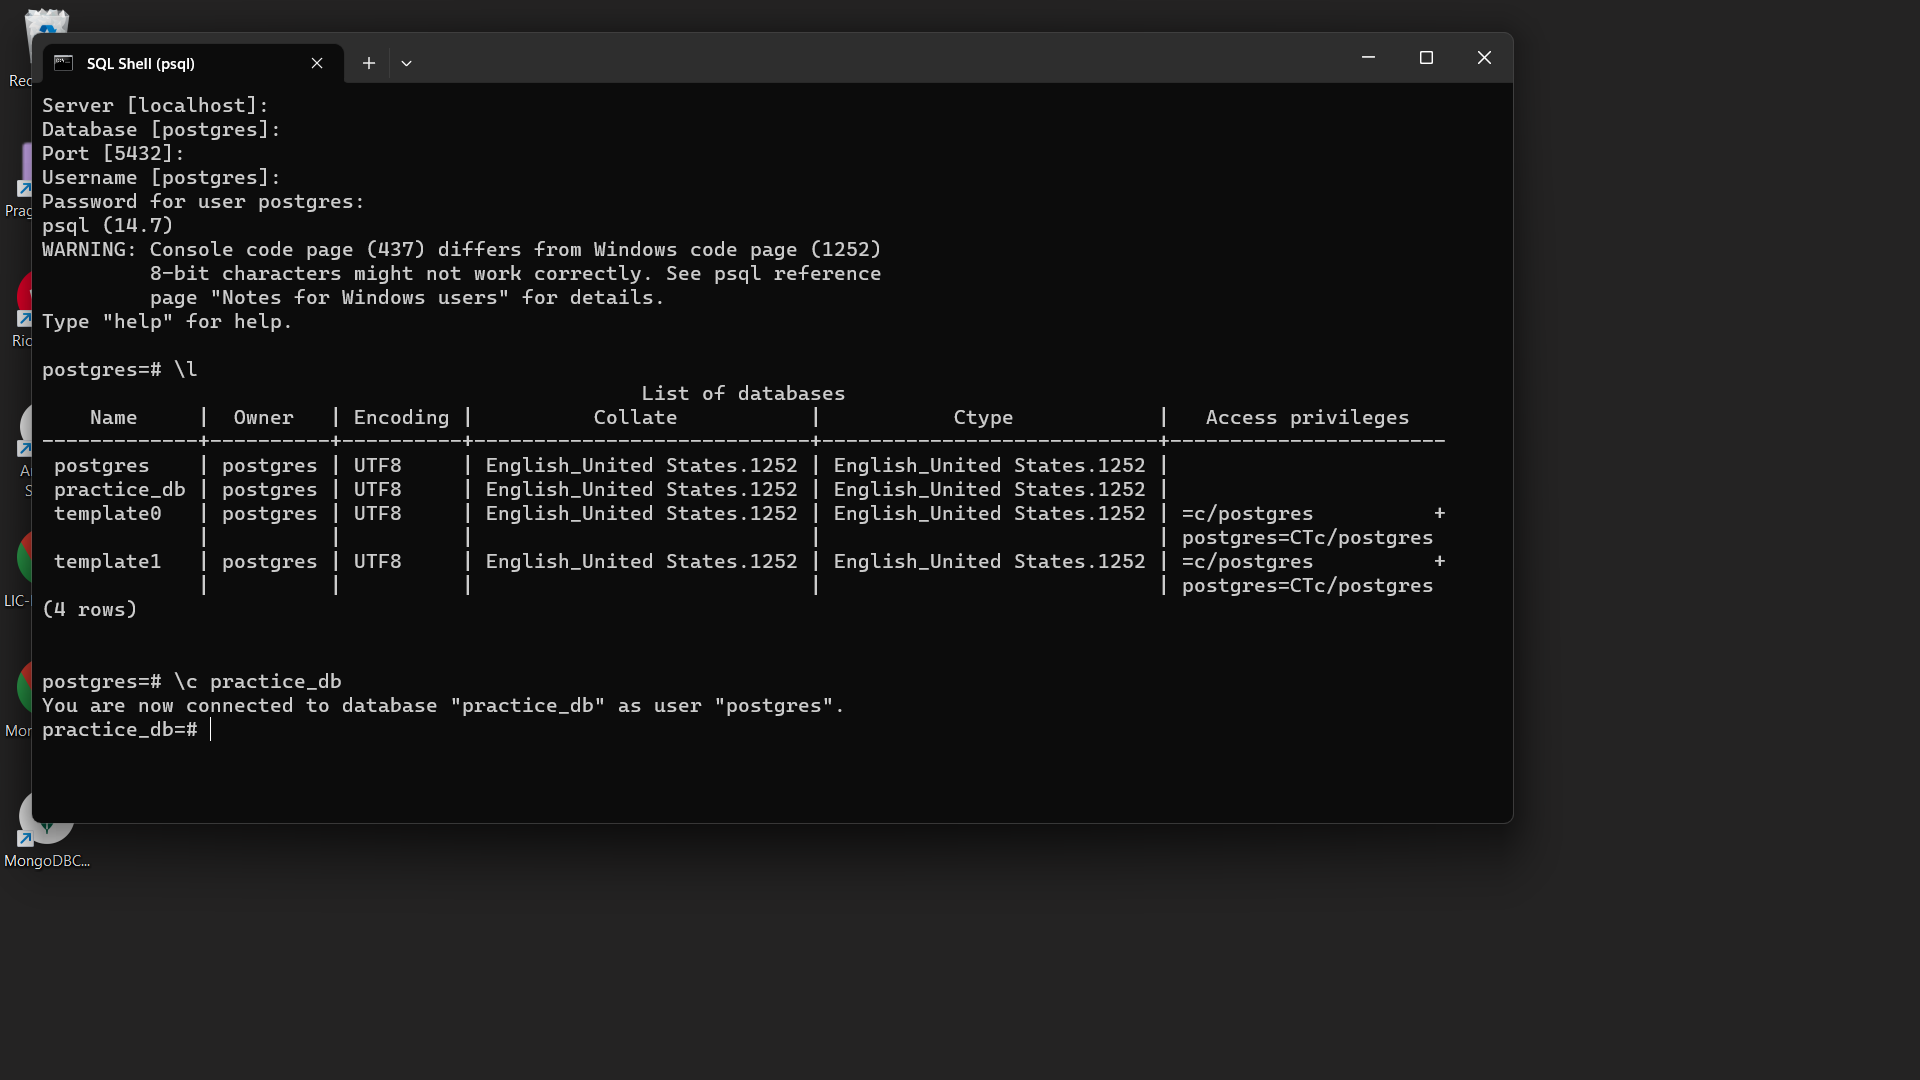 SQL Shell (psql)
Server [localhost]:
Database [postgres]:
Port [5432]:
Username [postgres]:
Password for user postgres:
psql (14.7)
WARNING: Console code page (437) differs from Windows code page (1252)
         8-bit characters might not work correctly. See psql reference
         page "Notes for Windows users" for details.
Type "help" for help.

postgres=# \l
                                                  List of databases
    Name     |  Owner   | Encoding |          Collate           |           Ctype            |   Access privileges
-------------+----------+----------+----------------------------+----------------------------+-----------------------
 postgres    | postgres | UTF8     | English_United States.1252 | English_United States.1252 |
 practice_db | postgres | UTF8     | English_United States.1252 | English_United States.1252 |
 template0   | postgres | UTF8     | English_United States.1252 | English_United States.1252 | =c/postgres          +
             |          |          |                            |                            | postgres=CTc/postgres
 template1   | postgres | UTF8     | English_United States.1252 | English_United States.1252 | =c/postgres          +
             |          |          |                            |                            | postgres=CTc/postgres
(4 rows)

postgres=# \c practice_db
You are now connected to database "practice_db" as user "postgres".
practice_db=#
MongoDBC...